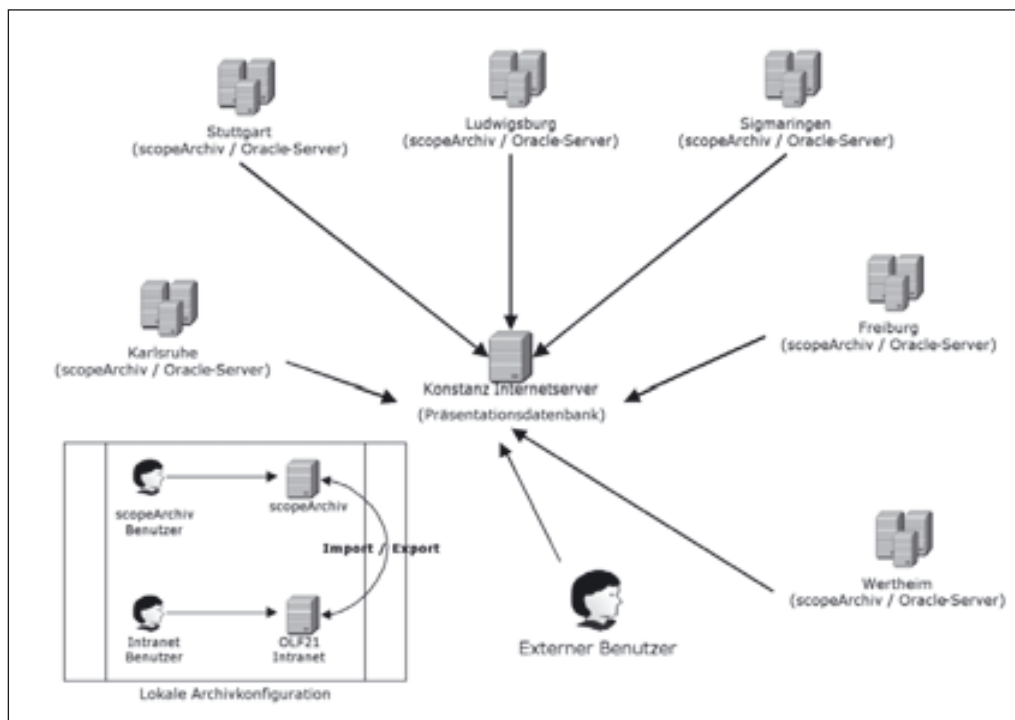 Stuttgart
(scopeArchiv / Oracle-Server)
Ludwigsburg
(scopeArchiv / Oracle-Server)
Sigmaringen
(scopeArchiv / Oracle-Server)
Karlsruhe
(scopeArchiv / Oracle-Server)
Freiburg
(scopeArchiv / Oracle-Server)
Konstanz Internetserver
(Präsentationsdatenbank)
scopeArchiv
Benutzer
scopeArchiv
Import / Export
Intranet
Benutzer
OLF21
Intranet
Lokale Archivkonfiguration
Externer Benutzer
Wertheim
(scopeArchiv / Oracle-Server)